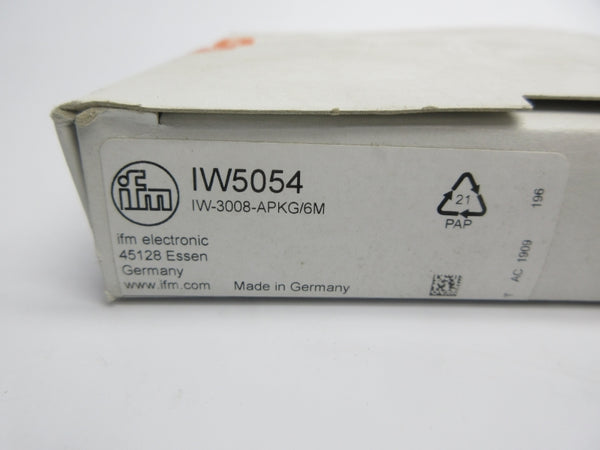 ifm
IW5054
IW-3008-APKG/6M
ifm electronic
45128 Essen
Germany
www.ifm.com
Made in Germany
21
PAP
T AC 1909 196